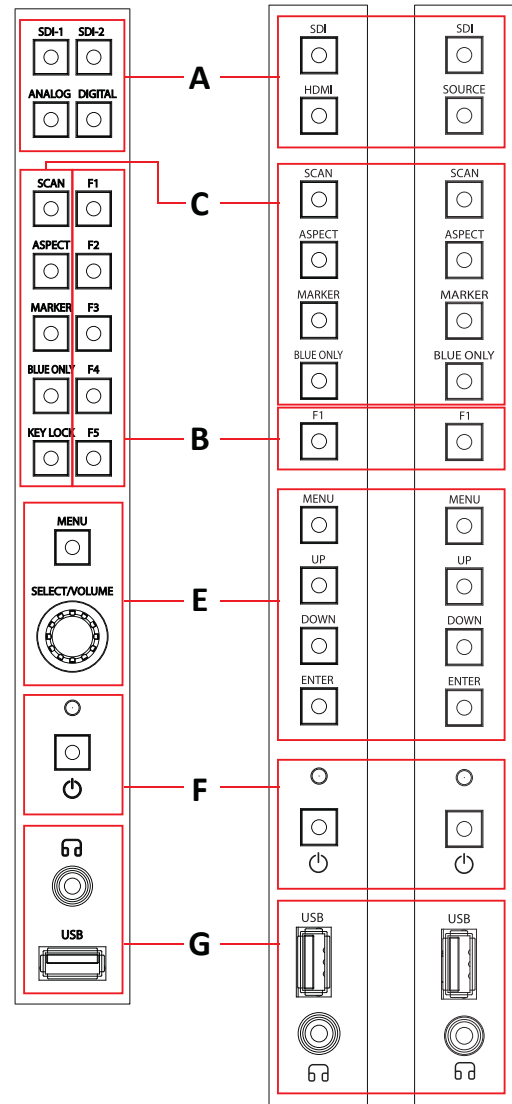 SDI-1 SDI-2
ANALOG DIGITAL
SCAN F1
ASPECT F2
MARKER F3
BLUE ONLY F4
KEY LOCK F5
MENU
SELECT/VOLUME
USB
A
C
B
E
F
G
SDI
HDMI
SCAN
ASPECT
MARKER
BLUE ONLY
F1
MENU
UP
DOWN
ENTER
USB
SDI
SOURCE
SCAN
ASPECT
MARKER
BLUE ONLY
F1
MENU
UP
DOWN
ENTER
USB